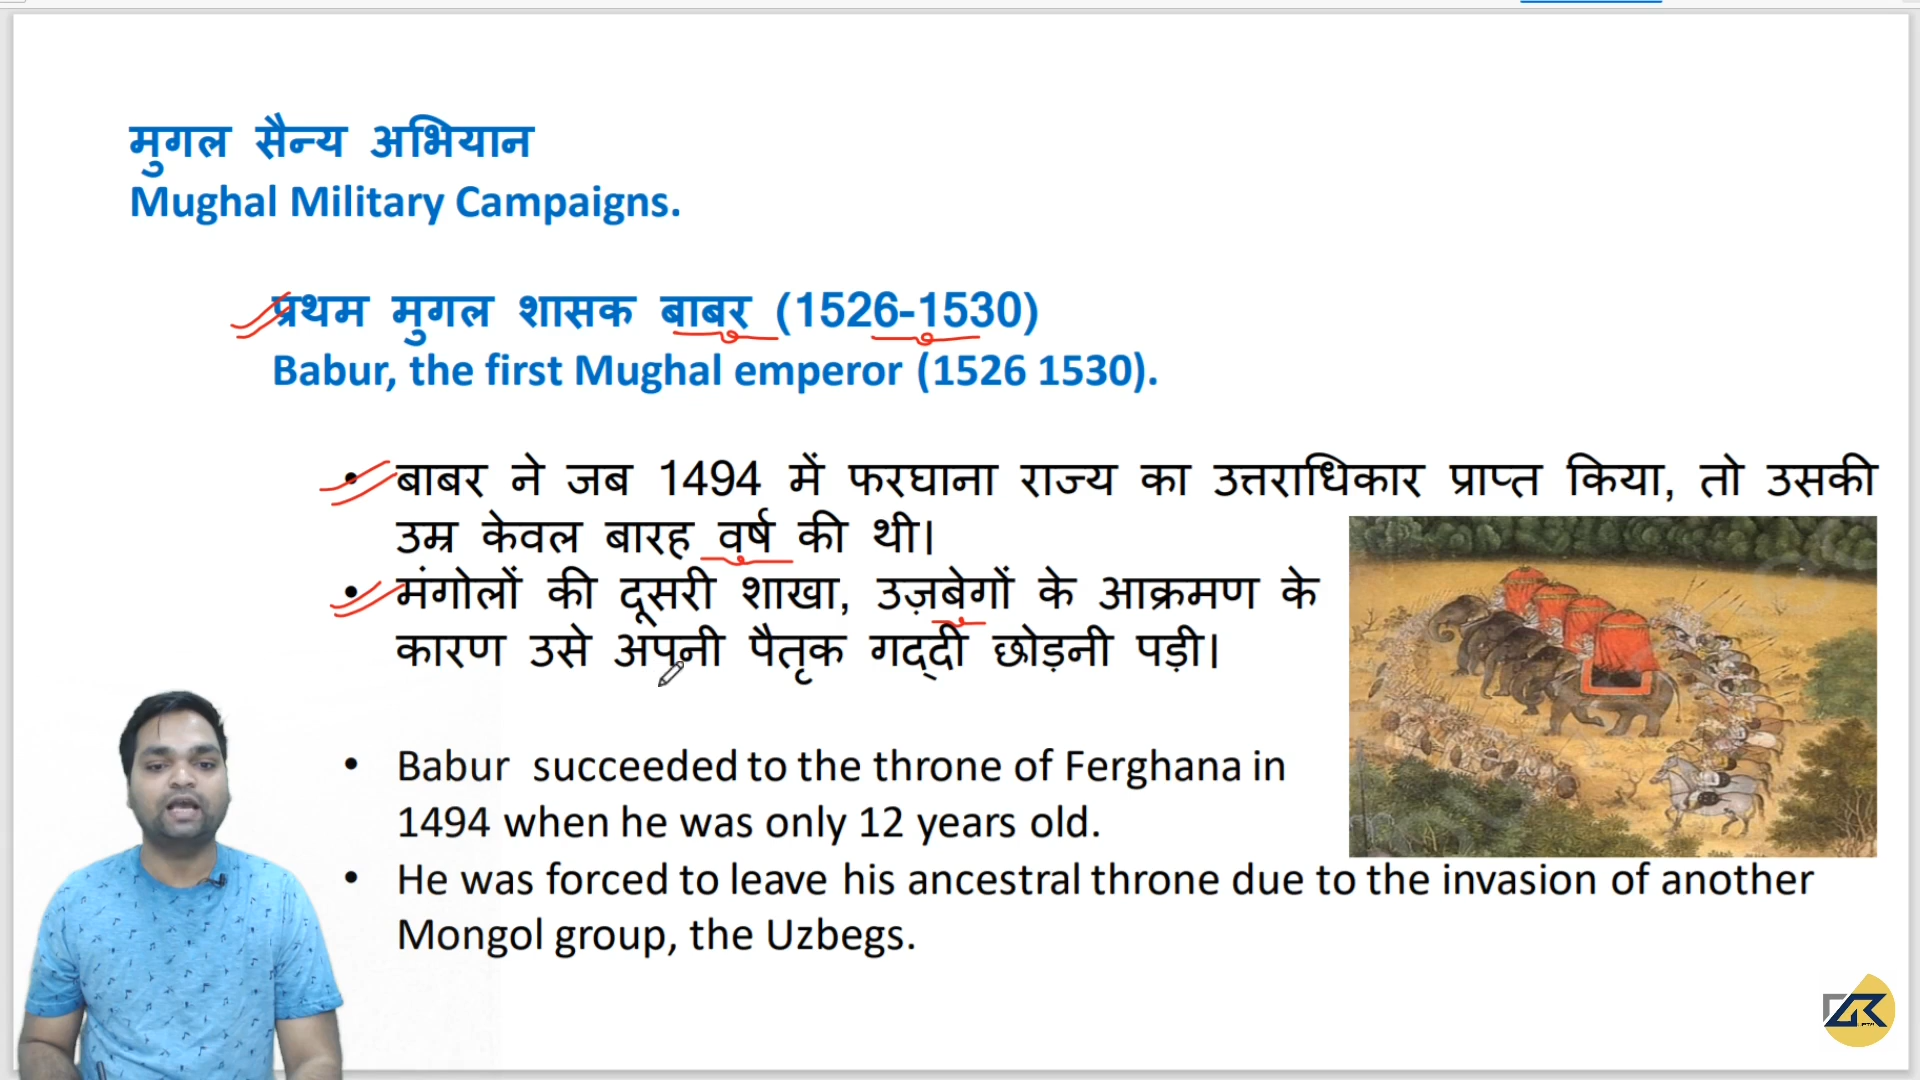 मुगल सैन्य अभियान
Mughal Military Campaigns.
प्रथम मुगल शासक बाबर (1526-1530)
Babur, the first Mughal emperor (1526 1530).
• बाबर ने जब 1494 में फरघाना राज्य का उत्तराधिकार प्राप्त किया, तो उसकी
उम्र केवल बारह वर्ष की थी।
• मंगोलों की दूसरी शाखा, उज़बेगों के आक्रमण के
कारण उसे अपनी पैतृक गद्दी छोड़नी पड़ी।
• Babur succeeded to the throne of Ferghana in
1494 when he was only 12 years old.
• He was forced to leave his ancestral throne due to the invasion of another
Mongol group, the Uzbegs.